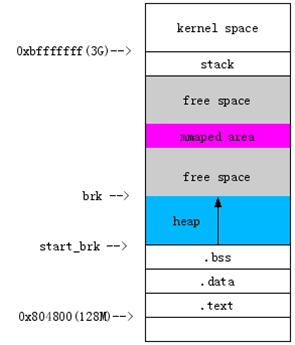 kernel space
0xbfffffff(3G)-->
stack
free space
mmaped area
free space
brk -->
heap
start_brk -->
.bss
.data
.text
0x804800(128M)-->